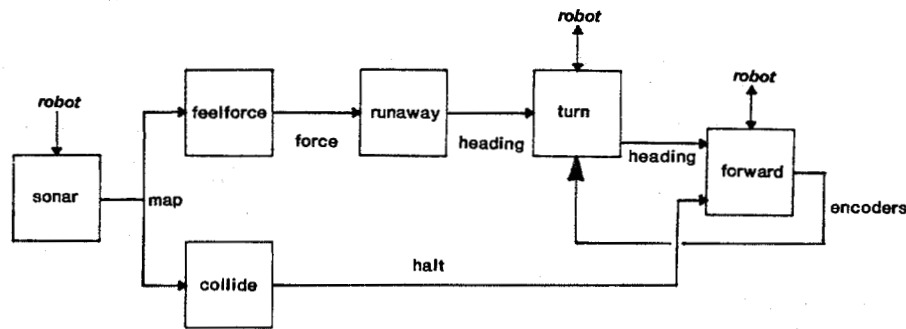 robot
robot
robot
feelforce
runaway
turn
force
heading
heading
forward
sonar
map
encoders
halt
collide